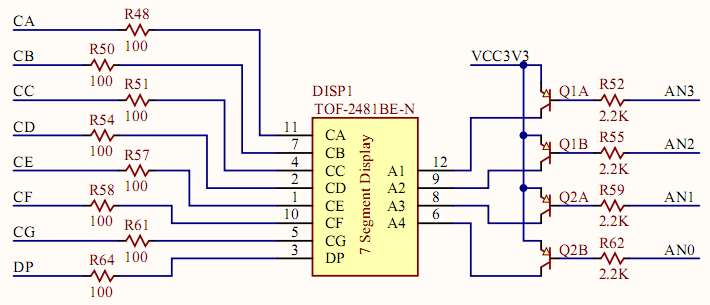 CA R48 100
CB R50 100 VCC3V3
CC R51 100 DISP1 Q1A R52 2.2K AN3
TOF-2481BE-N
CD R54 100 11 CA Q1B R55 2.2K AN2
7 CB
CE R57 100 4 CC A1 12
2 CD A2 9
CF R58 100 1 CE A3 8 Q2A R59 2.2K AN1
10 CF A4 6
CG R61 100 5 CG
DP R64 100 3 DP Q2B R62 2.2K AN0
7 Segment Display